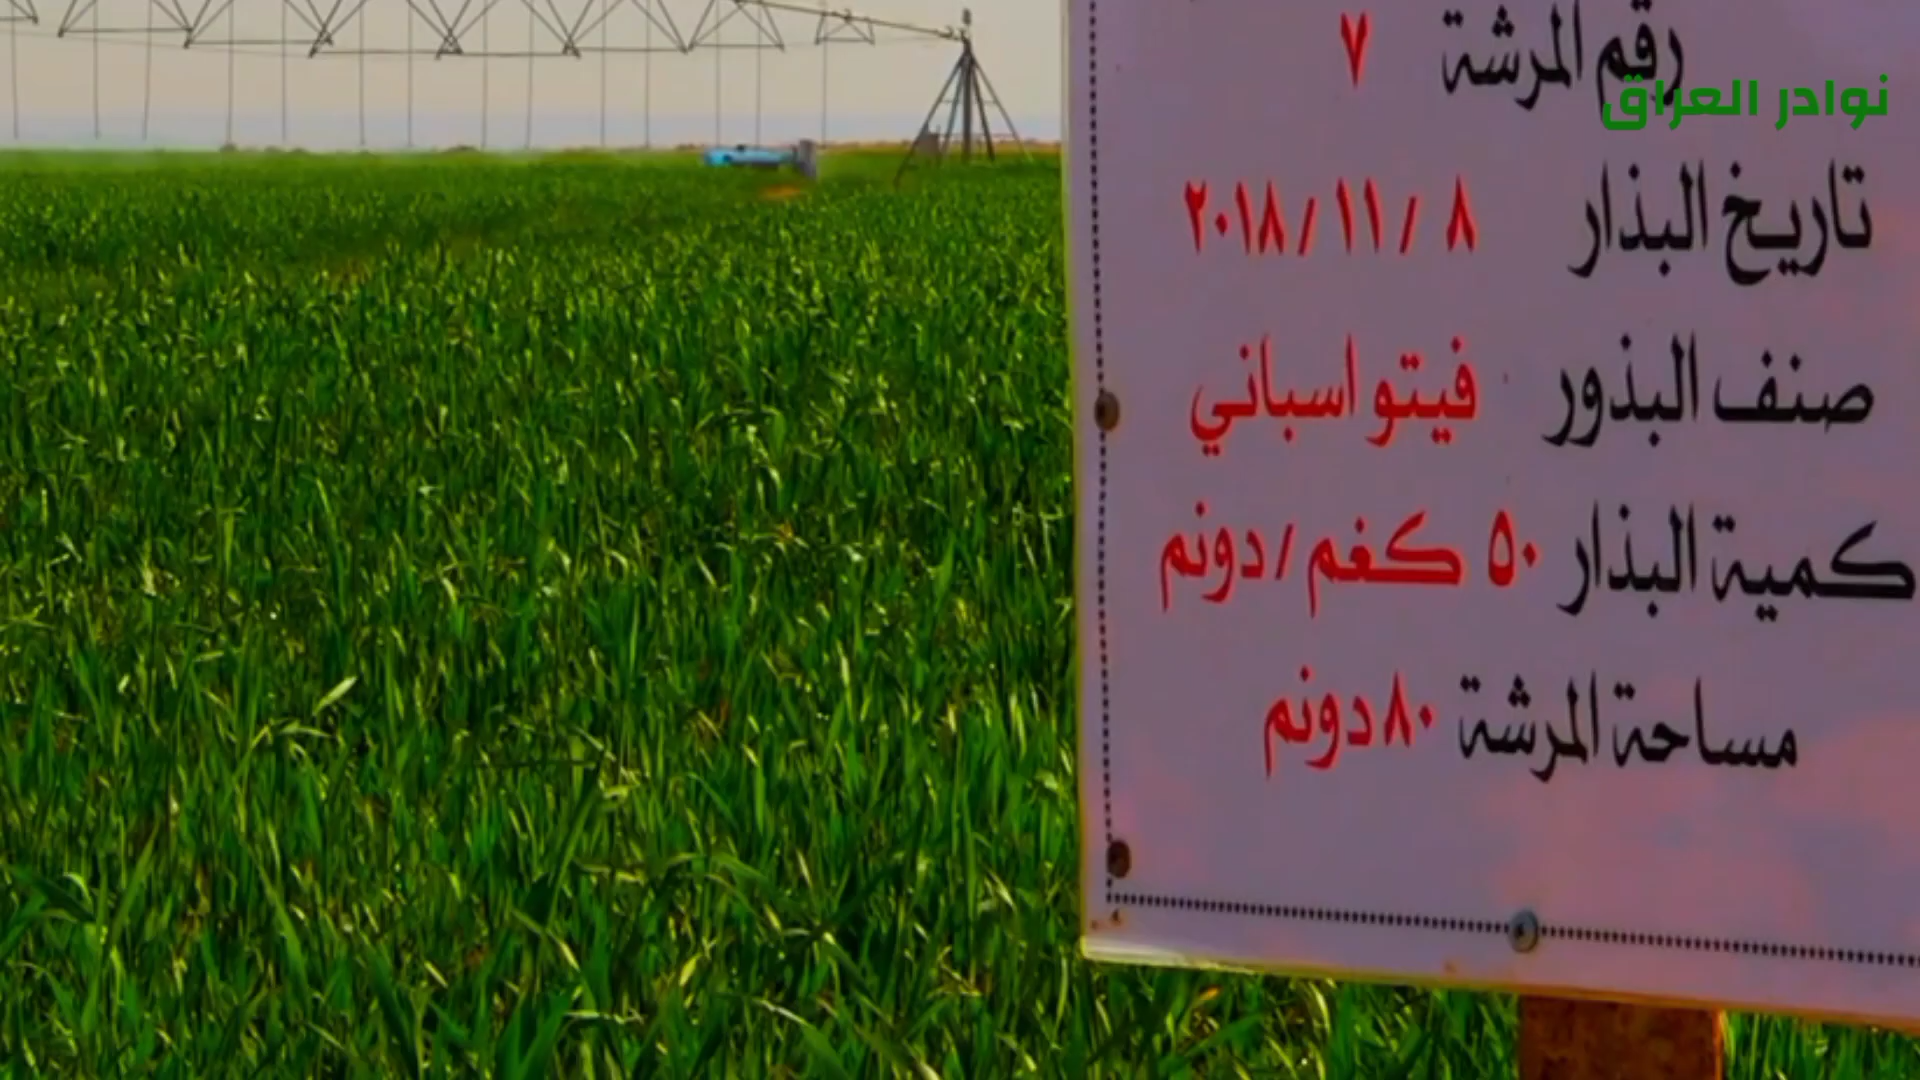 رقم المرشة ٧
نوادر العراق
تاريخ البذار ٨ /١١ /٢٠١٨
صنف البذور فيتو اسباني
كمية البذار ٥٠ كغم /دونم
مساحة المرشة ٨٠ دونم